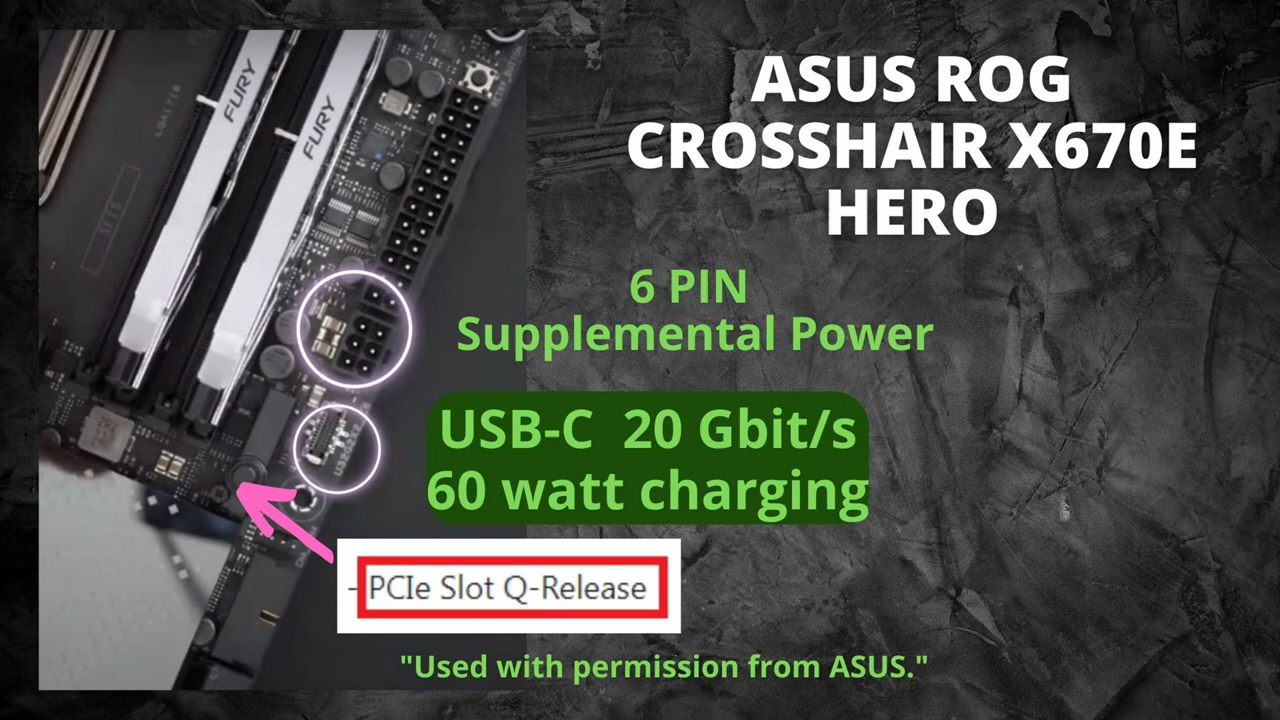 ASUS ROG
CROSSHAIR X670E
HERO
FURY
FURY
LGA1718
6 PIN
Supplemental Power
USB-C  20 Gbit/s
60 watt charging
- PCIe Slot Q-Release
"Used with permission from ASUS."